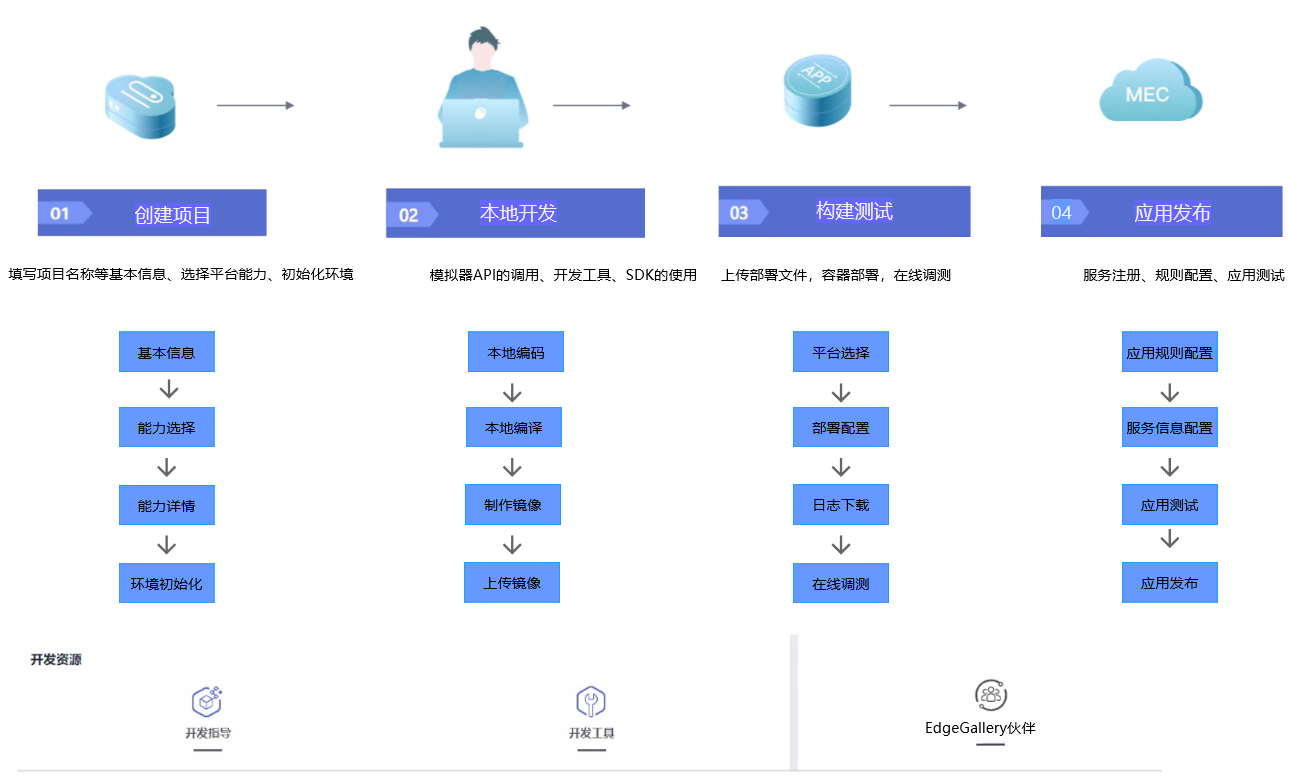 APP
MEC
01 创建项目
02 本地开发
03 构建测试
04 应用发布
填写项目名称等基本信息、选择平台能力、初始化环境
模拟器API的调用、开发工具、SDK的使用
上传部署文件，容器部署，在线调测
服务注册、规则配置、应用测试
基本信息
能力选择
能力详情
环境初始化
本地编码
本地编译
制作镜像
上传镜像
平台选择
部署配置
日志下载
在线调测
应用规则配置
服务信息配置
应用测试
应用发布
开发资源
开发指导
开发工具
EdgeGallery伙伴